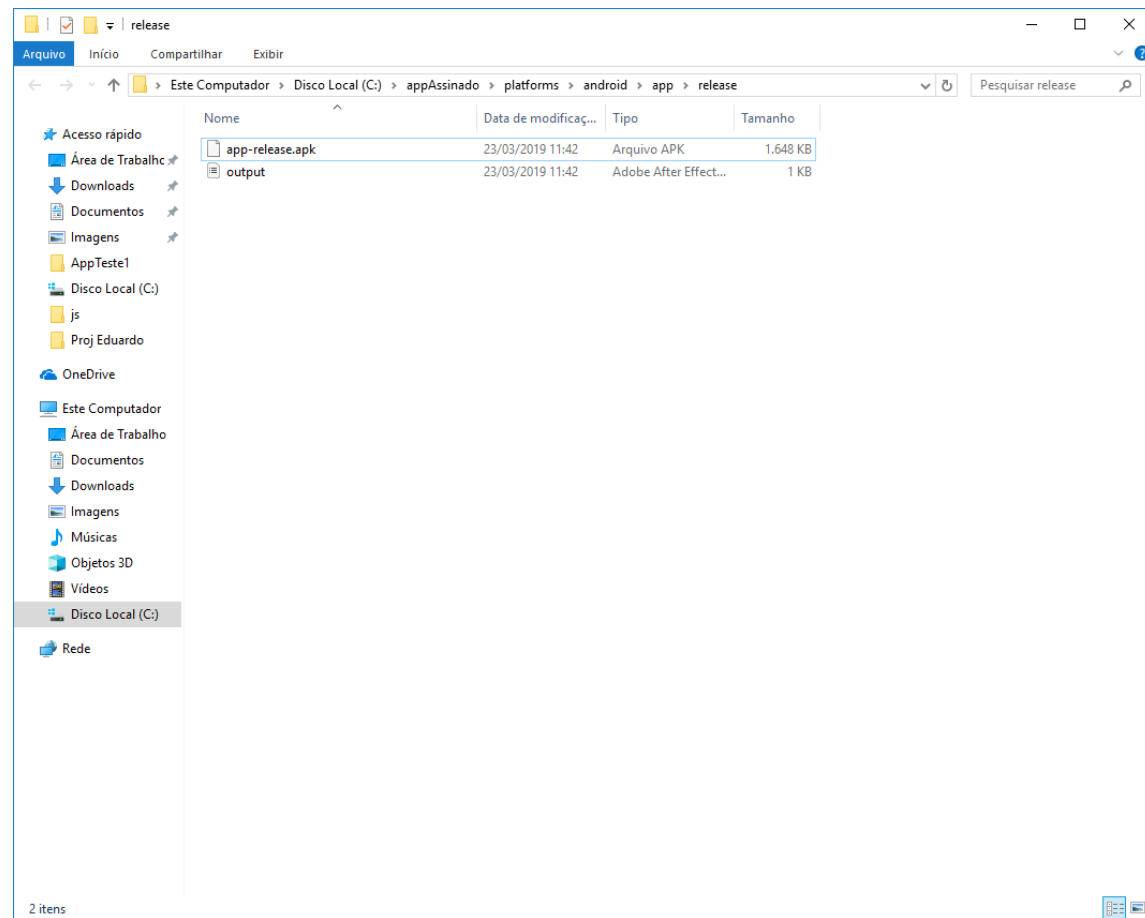 release
Arquivo Início Compartilhar Exibir
Este Computador > Disco Local (C:) > appAssinado > platforms > android > app > release
Pesquisar release
Nome Data de modificaç... Tipo Tamanho
app-release.apk 23/03/2019 11:42 Arquivo APK 1.648 KB
output 23/03/2019 11:42 Adobe After Effect... 1 KB
Acesso rápido
Área de Trabalhc
Downloads
Documentos
Imagens
AppTeste1
Disco Local (C:)
js
Proj Eduardo
OneDrive
Este Computador
Área de Trabalho
Documentos
Downloads
Imagens
Músicas
Objetos 3D
Vídeos
Disco Local (C:)
Rede
2 itens